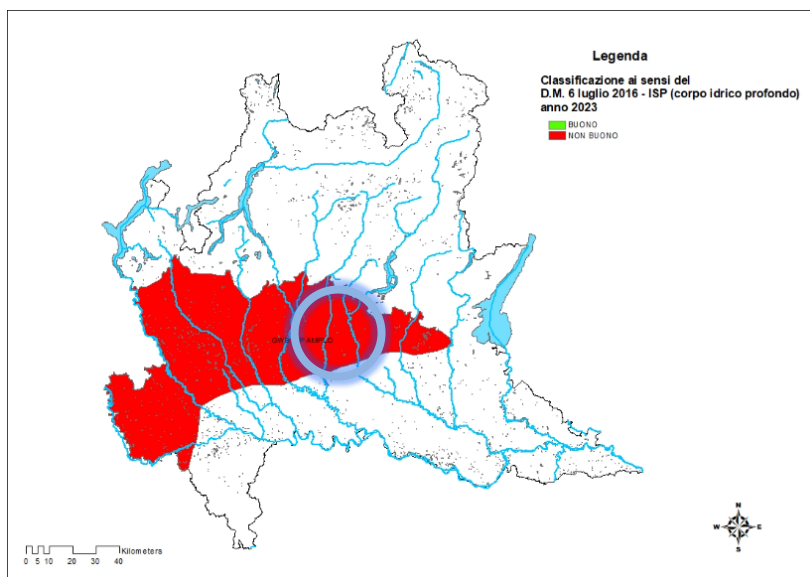 Legenda
Classificazione ai sensi del
D.M. 6 luglio 2016 - ISP (corpo idrico profondo)
anno 2023
BUONO
NON BUONO
N
W E
S
Kilometers
0 5 10 20 30 40